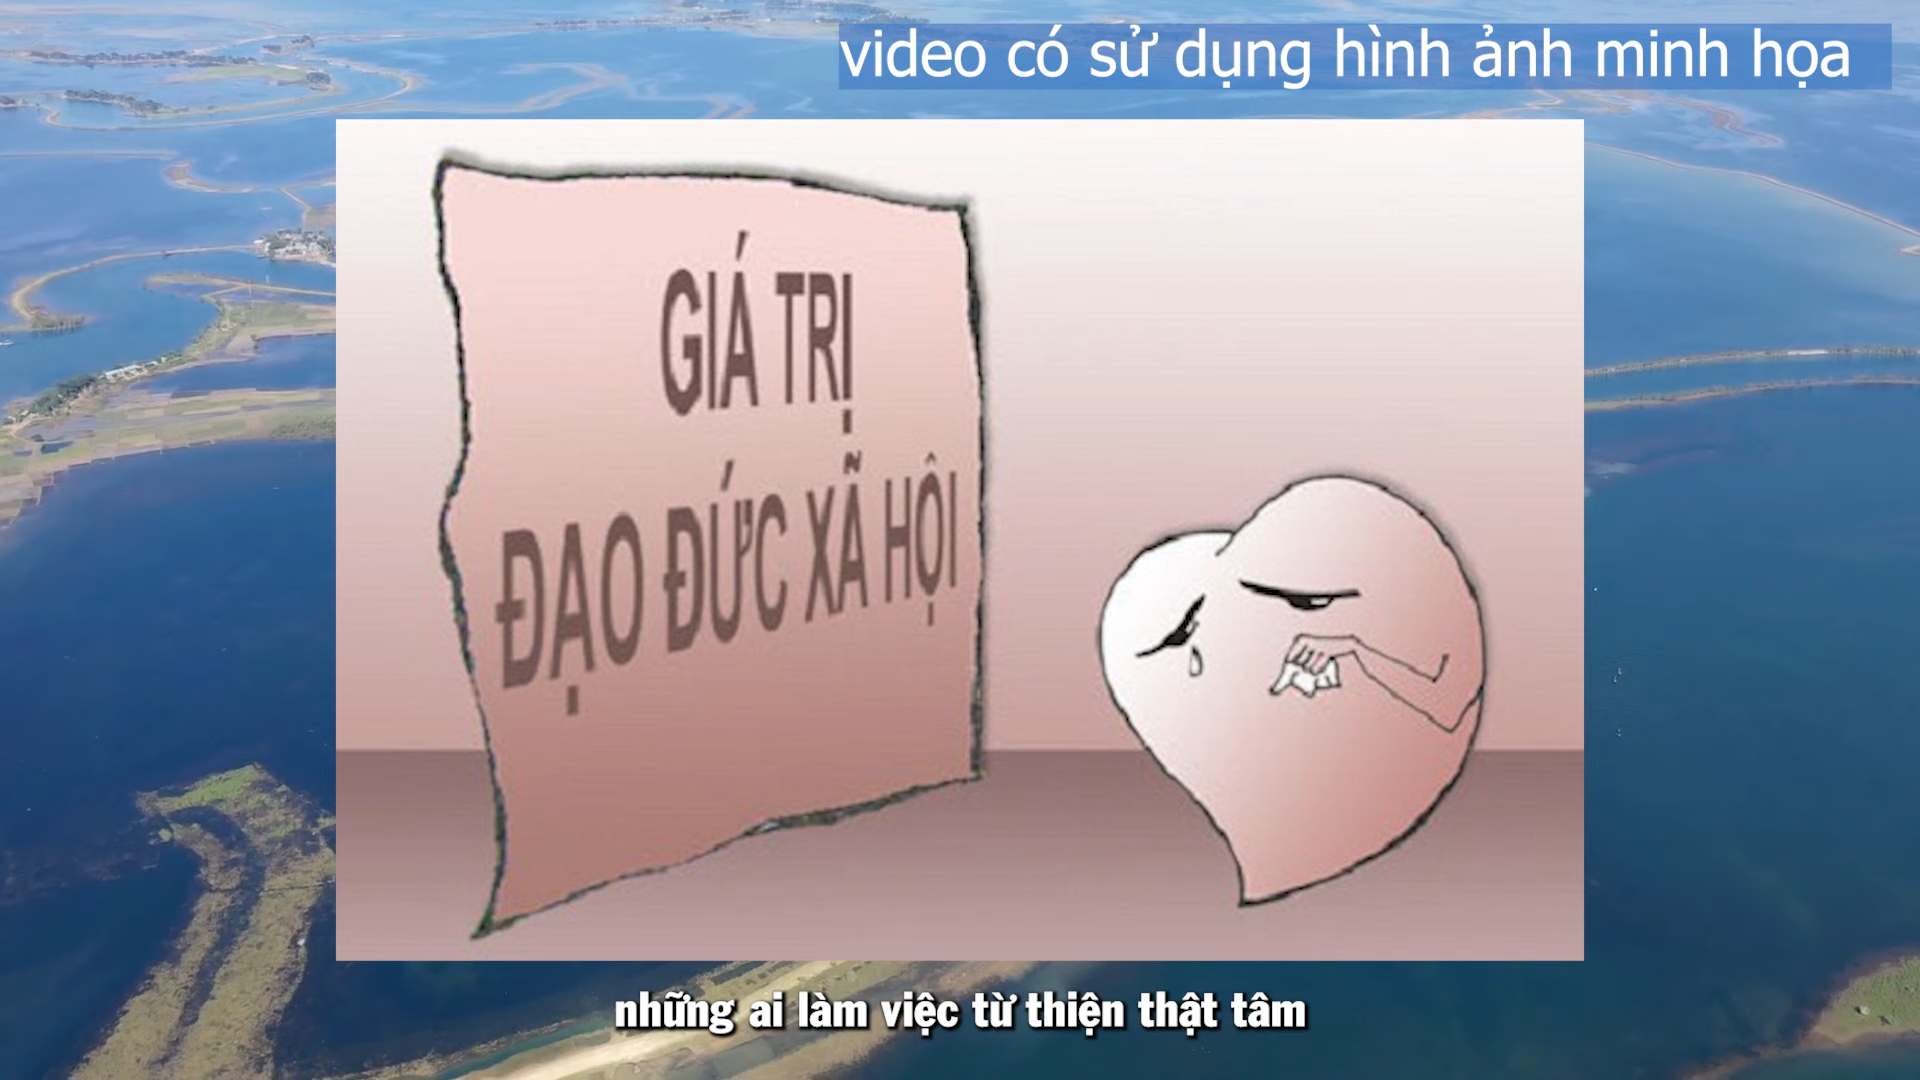 video có sử dụng hình ảnh minh họa
GIÁ TRỊ
ĐẠO ĐỨC XÃ HỘI
những ai làm việc từ thiện thật tâm